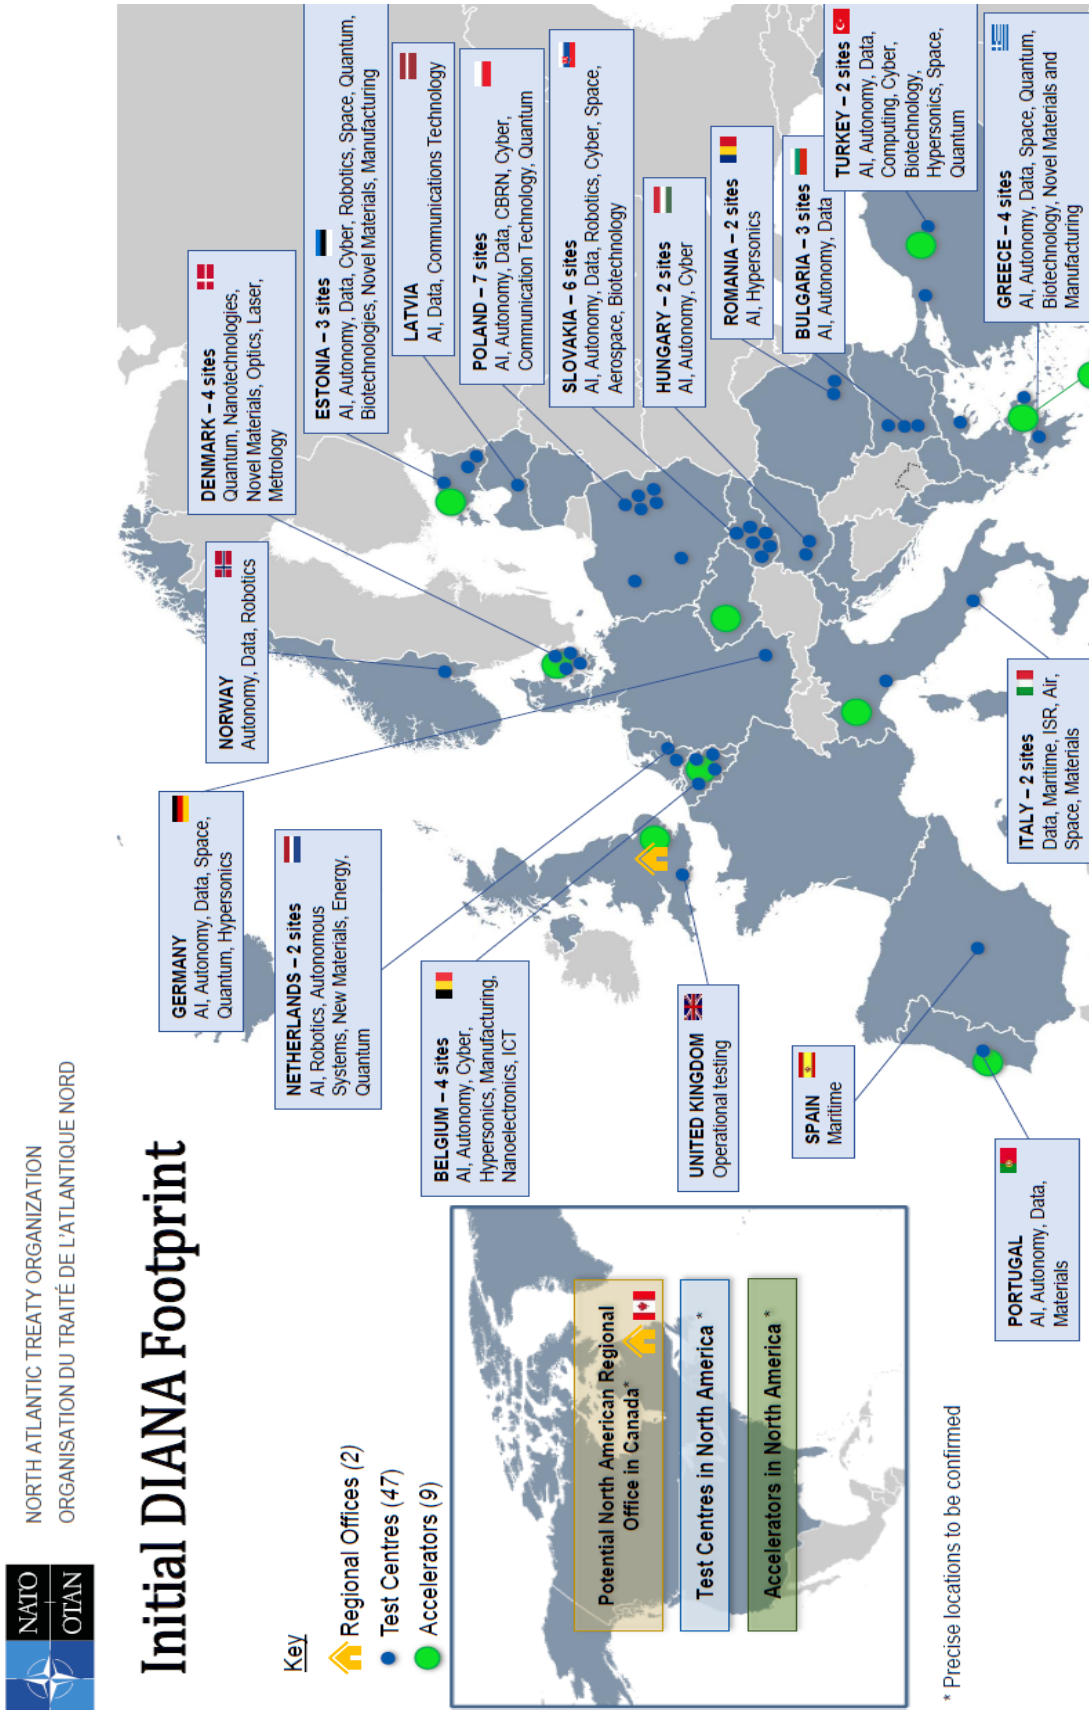 NATO
OTAN
NORTH ATLANTIC TREATY ORGANIZATION
ORGANISATION DU TRAITÉ DE L'ATLANTIQUE NORD
Initial DIANA Footprint
Key
Regional Offices (2)
Test Centres (47)
Accelerators (9)
Potential North American Regional
Office in Canada*
Test Centres in North America *
Accelerators in North America *
* Precise locations to be confirmed
GERMANY
AI, Autonomy, Data, Space,
Quantum, Hypersonics
NETHERLANDS – 2 sites
AI, Robotics, Autonomous
Systems, New Materials, Energy,
Quantum
BELGIUM – 4 sites
AI, Autonomy, Cyber,
Hypersonics, Manufacturing,
Nanoelectronics, ICT
UNITED KINGDOM
Operational testing
SPAIN
Maritime
PORTUGAL
AI, Autonomy, Data,
Materials
NORWAY
Autonomy, Data, Robotics
DENMARK – 4 sites
Quantum, Nanotechnologies,
Novel Materials, Optics, Laser,
Metrology
ESTONIA – 3 sites
AI, Autonomy, Data, Cyber, Robotics, Space, Quantum,
Biotechnologies, Novel Materials, Manufacturing
LATVIA
AI, Data, Communications Technology
POLAND – 7 sites
AI, Autonomy, Data, CBRN, Cyber,
Communication Technology, Quantum
SLOVAKIA – 6 sites
AI, Autonomy, Data, Robotics, Cyber, Space,
Aerospace, Biotechnology
HUNGARY – 2 sites
AI, Autonomy, Cyber
ROMANIA – 2 sites
AI, Hypersonics
BULGARIA – 3 sites
AI, Autonomy, Data
TURKEY – 2 sites
AI, Autonomy, Data,
Computing, Cyber,
Biotechnology,
Hypersonics, Space,
Quantum
GREECE – 4 sites
AI, Autonomy, Data, Space, Quantum,
Biotechnology, Novel Materials and
Manufacturing
ITALY – 2 sites
Data, Maritime, ISR, Air,
Space, Materials